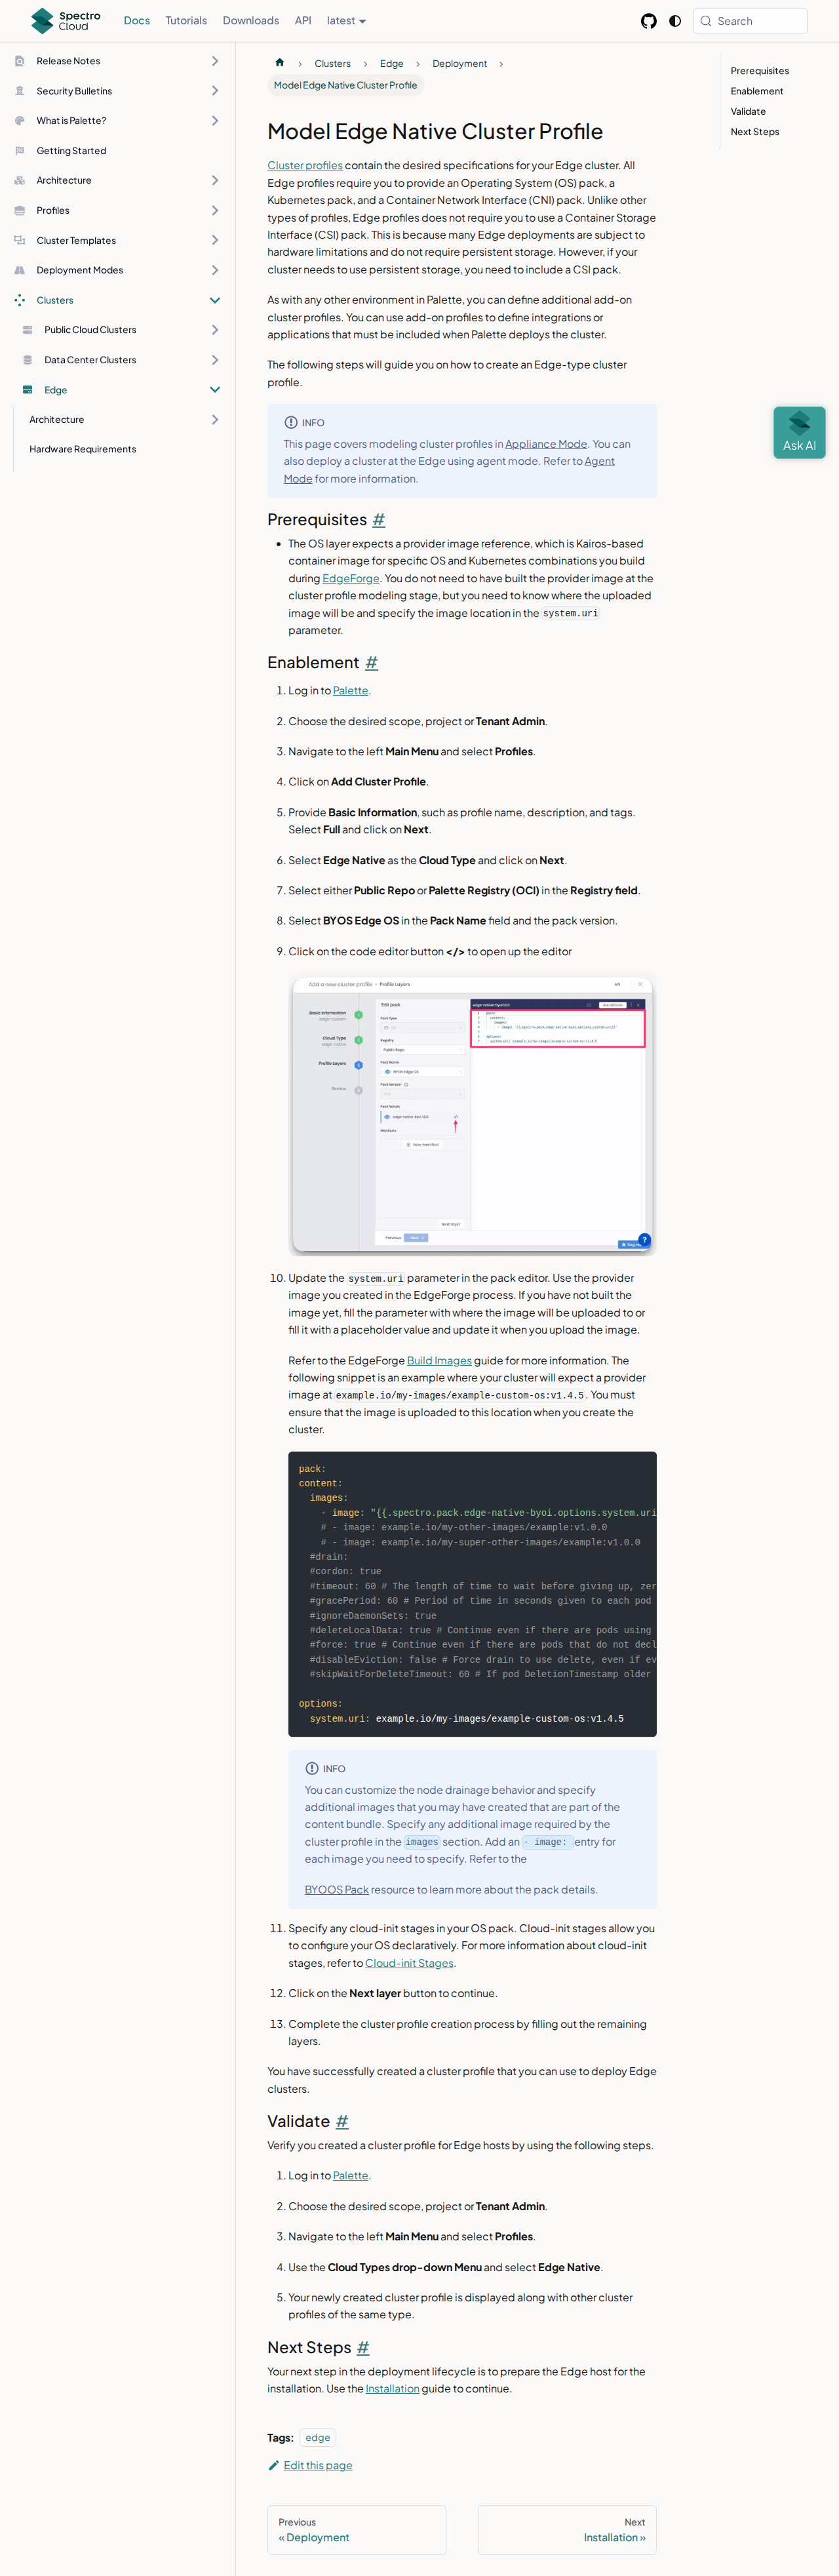 Spectro
Cloud
Docs
Tutorials
Downloads
API
latest
Search
Release Notes
Security Bulletins
What is Palette?
Getting Started
Architecture
Profiles
Cluster Templates
Deployment Modes
Clusters
Public Cloud Clusters
Data Center Clusters
Edge
Architecture
Hardware Requirements
Clusters
Edge
Deployment
Model Edge Native Cluster Profile
Prerequisites
Enablement
Validate
Next Steps
Ask AI
Model Edge Native Cluster Profile
Cluster profiles contain the desired specifications for your Edge cluster. All
Edge profiles require you to provide an Operating System (OS) pack, a
Kubernetes pack, and a Container Network Interface (CNI) pack. Unlike other
types of profiles, Edge profiles does not require you to use a Container Storage
Interface (CSI) pack. This is because many Edge deployments are subject to
hardware limitations and do not require persistent storage. However, if your
cluster needs to use persistent storage, you need to include a CSI pack.
As with any other environment in Palette, you can define additional add-on
cluster profiles. You can use add-on profiles to define integrations or
applications that must be included when Palette deploys the cluster.
The following steps will guide you on how to create an Edge-type cluster
profile.
INFO
This page covers modeling cluster profiles in Appliance Mode. You can
also deploy a cluster at the Edge using agent mode. Refer to Agent
Mode for more information.
Prerequisites #
The OS layer expects a provider image reference, which is Kairos-based
container image for specific OS and Kubernetes combinations you build
during EdgeForge. You do not need to have built the provider image at the
cluster profile modeling stage, but you need to know where the uploaded
image will be and specify the image location in the system.uri
parameter.
Enablement #
1. Log in to Palette.
2. Choose the desired scope, project or Tenant Admin.
3. Navigate to the left Main Menu and select Profiles.
4. Click on Add Cluster Profile.
5. Provide Basic Information, such as profile name, description, and tags.
Select Full and click on Next.
6. Select Edge Native as the Cloud Type and click on Next.
7. Select either Public Repo or Palette Registry (OCI) in the Registry field.
8. Select BYOS Edge OS in the Pack Name field and the pack version.
9. Click on the code editor button </> to open up the editor
Add a new cluster profile
Profile Layers
API
Basic Information
Cloud Type
Profile Layers
Review
Edit pack
Registry
Public Repo
Pack Name
BYOS Edge OS
Pack Values
Manifests
New manifest
Next layer
Previous
Next
10. Update the system.uri parameter in the pack editor. Use the provider
image you created in the EdgeForge process. If you have not built the
image yet, fill the parameter with where the image will be uploaded to or
fill it with a placeholder value and update it when you upload the image.
Refer to the EdgeForge Build Images guide for more information. The
following snippet is an example where your cluster will expect a provider
image at example.io/my-images/example-custom-os:v1.4.5. You must
ensure that the image is uploaded to this location when you create the
cluster.
pack:
content:
images:
- image: "{{.spectro.pack.edge-native-byoi.options.system.uri
# - image: example.io/my-other-images/example:v1.0.0
# - image: example.io/my-super-other-images/example:v1.0.0
#drain:
#cordon: true
#timeout: 60 # The length of time to wait before giving up, zer
#gracePeriod: 60 # Period of time in seconds given to each pod
#ignoreDaemonSets: true
#deleteLocalData: true # Continue even if there are pods using
#force: true # Continue even if there are pods that do not decl
#disableEviction: false # Force drain to use delete, even if ev
#skipWaitForDeleteTimeout: 60 # If pod DeletionTimestamp older
options:
system.uri: example.io/my-images/example-custom-os:v1.4.5
INFO
You can customize the node drainage behavior and specify
additional images that you may have created that are part of the
content bundle. Specify any additional image required by the
cluster profile in the images section. Add an - image: entry for
each image you need to specify. Refer to the
BYOOS Pack resource to learn more about the pack details.
11. Specify any cloud-init stages in your OS pack. Cloud-init stages allow you
to configure your OS declaratively. For more information about cloud-init
stages, refer to Cloud-init Stages.
12. Click on the Next layer button to continue.
13. Complete the cluster profile creation process by filling out the remaining
layers.
You have successfully created a cluster profile that you can use to deploy Edge
clusters.
Validate #
Verify you created a cluster profile for Edge hosts by using the following steps.
1. Log in to Palette.
2. Choose the desired scope, project or Tenant Admin.
3. Navigate to the left Main Menu and select Profiles.
4. Use the Cloud Types drop-down Menu and select Edge Native.
5. Your newly created cluster profile is displayed along with other cluster
profiles of the same type.
Next Steps #
Your next step in the deployment lifecycle is to prepare the Edge host for the
installation. Use the Installation guide to continue.
Tags: edge
Edit this page
Previous
« Deployment
Next
Installation »